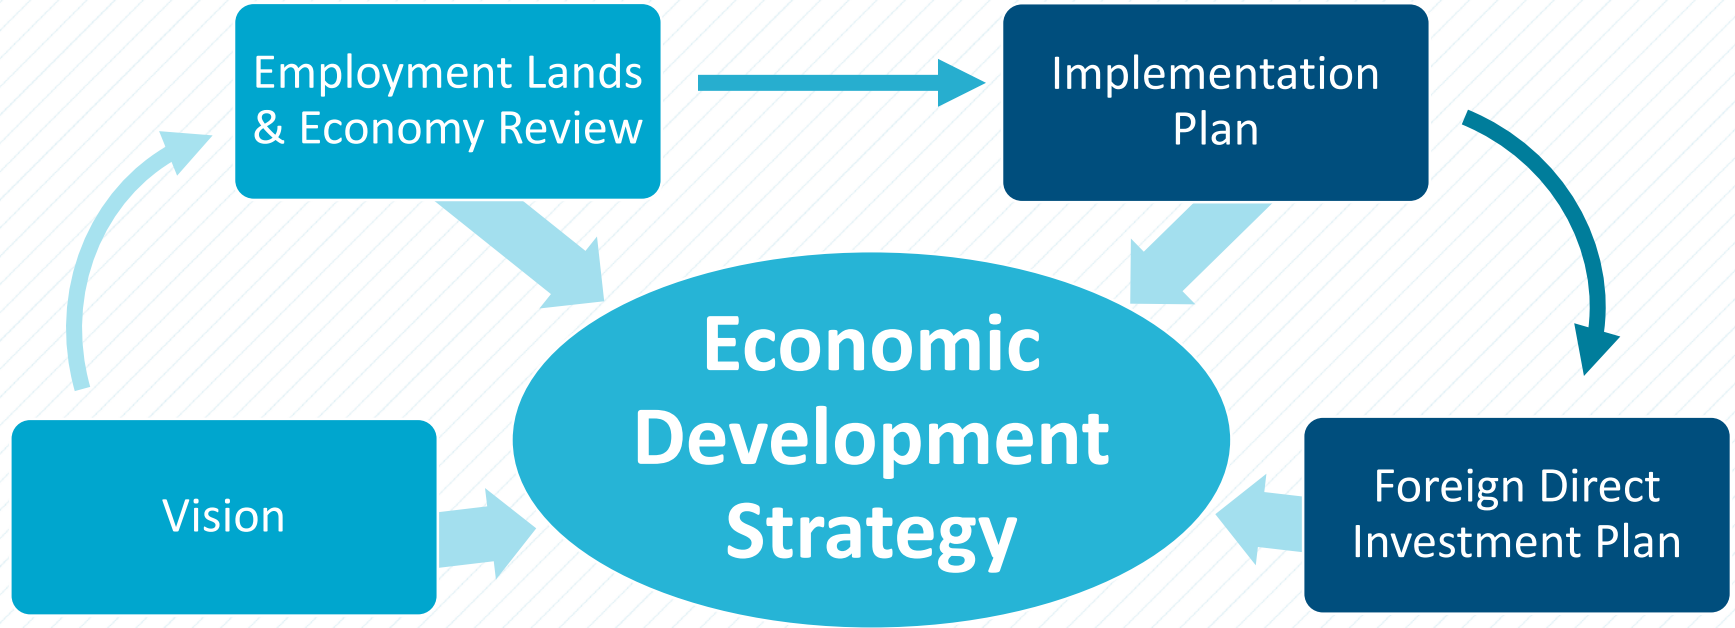 Employment Lands
& Economy Review
Implementation
Plan
Economic
Development
Strategy
Vision
Foreign Direct
Investment Plan